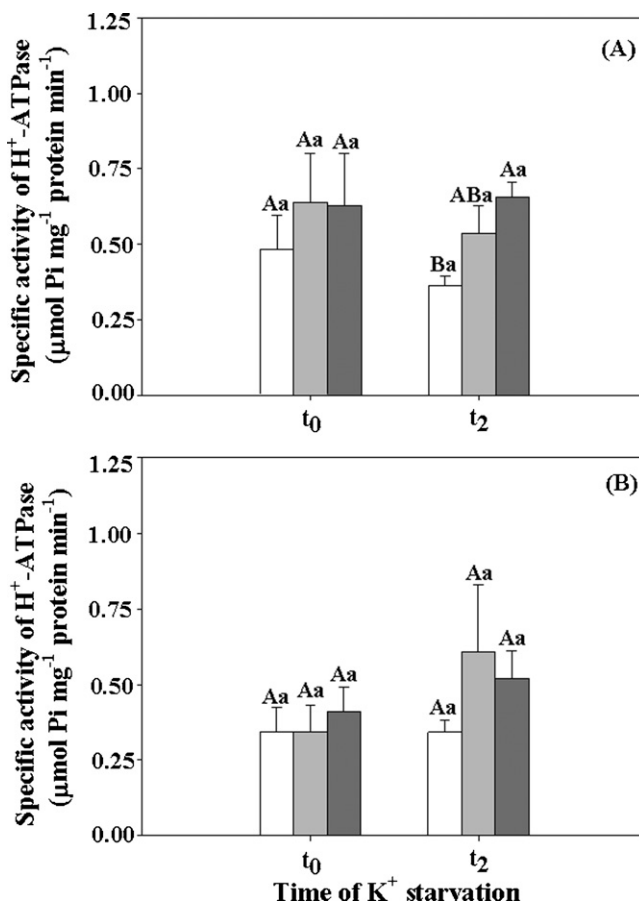 (A)
Specific activity of H⁺-ATPase
(μmol Pi mg⁻¹ protein min⁻¹)
1.25
1.00
0.75
0.50
0.25
0.00
Aa Aa Aa
Ba ABa Aa
t₀ t₂
(B)
Specific activity of H⁺-ATPase
(μmol Pi mg⁻¹ protein min⁻¹)
1.25
1.00
0.75
0.50
0.25
0.00
Aa Aa Aa
Aa Aa Aa
t₀ t₂
Time of K⁺ starvation